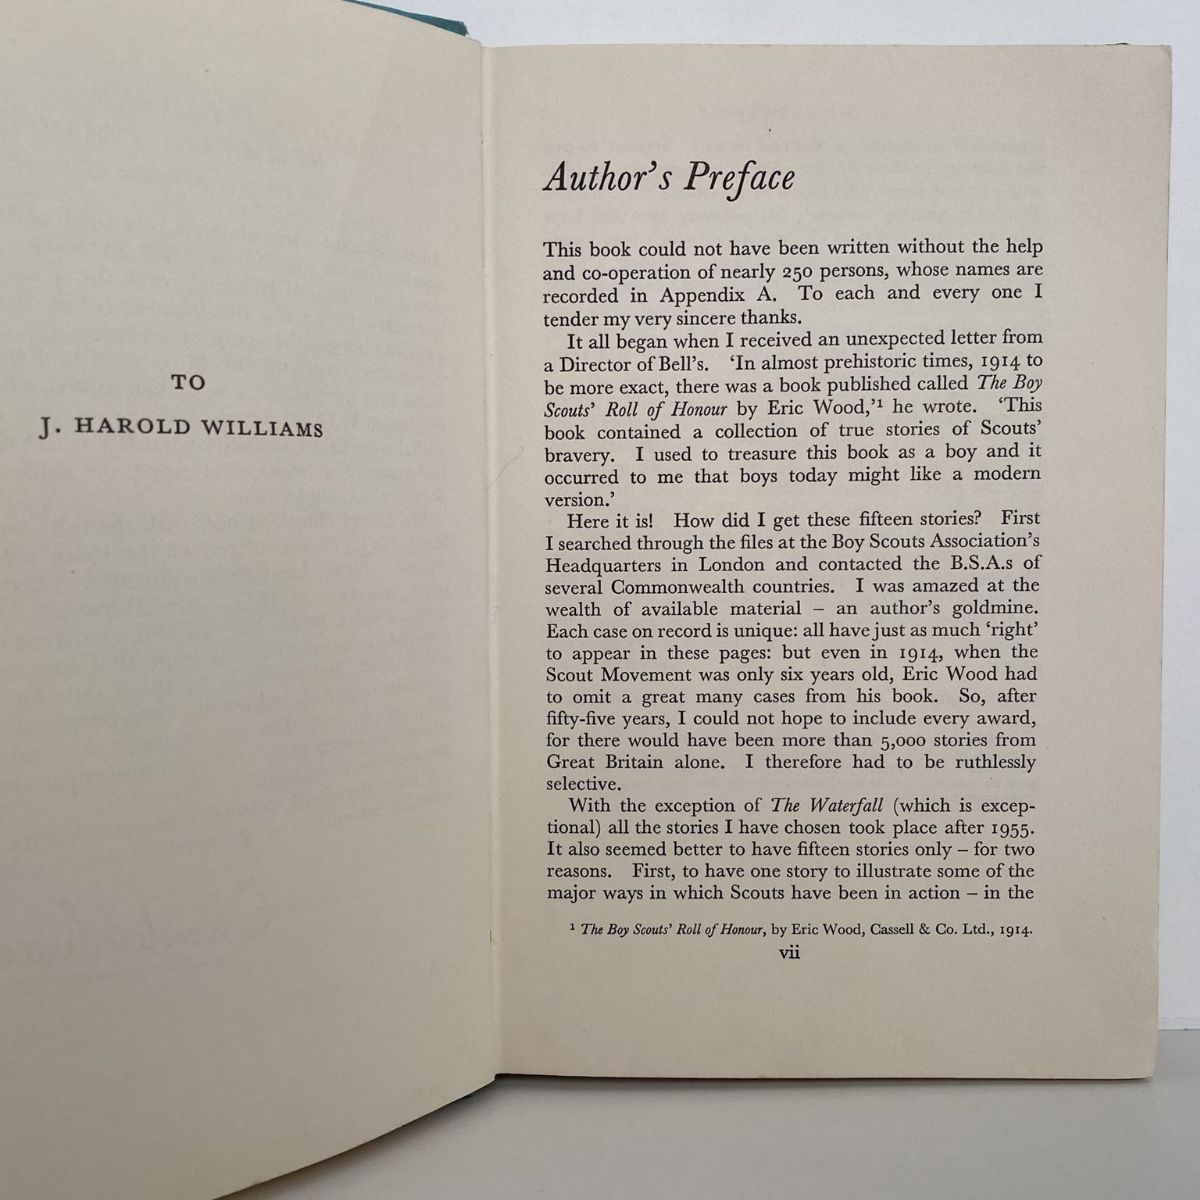 TO
J. HAROLD WILLIAMS
Author's Preface
This book could not have been written without the help
and co-operation of nearly 250 persons, whose names are
recorded in Appendix A. To each and every one I
tender my very sincere thanks.
It all began when I received an unexpected letter from
a Director of Bell's. 'In almost prehistoric times, 1914 to
be more exact, there was a book published called The Boy
Scouts' Roll of Honour by Eric Wood,'¹ he wrote. 'This
book contained a collection of true stories of Scouts'
bravery. I used to treasure this book as a boy and it
occurred to me that boys today might like a modern
version.'
Here it is! How did I get these fifteen stories? First
I searched through the files at the Boy Scouts Association's
Headquarters in London and contacted the B.S.A.s of
several Commonwealth countries. I was amazed at the
wealth of available material – an author's goldmine.
Each case on record is unique: all have just as much 'right'
to appear in these pages: but even in 1914, when the
Scout Movement was only six years old, Eric Wood had
to omit a great many cases from his book. So, after
fifty-five years, I could not hope to include every award,
for there would have been more than 5,000 stories from
Great Britain alone. I therefore had to be ruthlessly
selective.
With the exception of The Waterfall (which is excep-
tional) all the stories I have chosen took place after 1955.
It also seemed better to have fifteen stories only – for two
reasons. First, to have one story to illustrate some of the
major ways in which Scouts have been in action – in the
¹ The Boy Scouts' Roll of Honour, by Eric Wood, Cassell & Co. Ltd., 1914.
vii